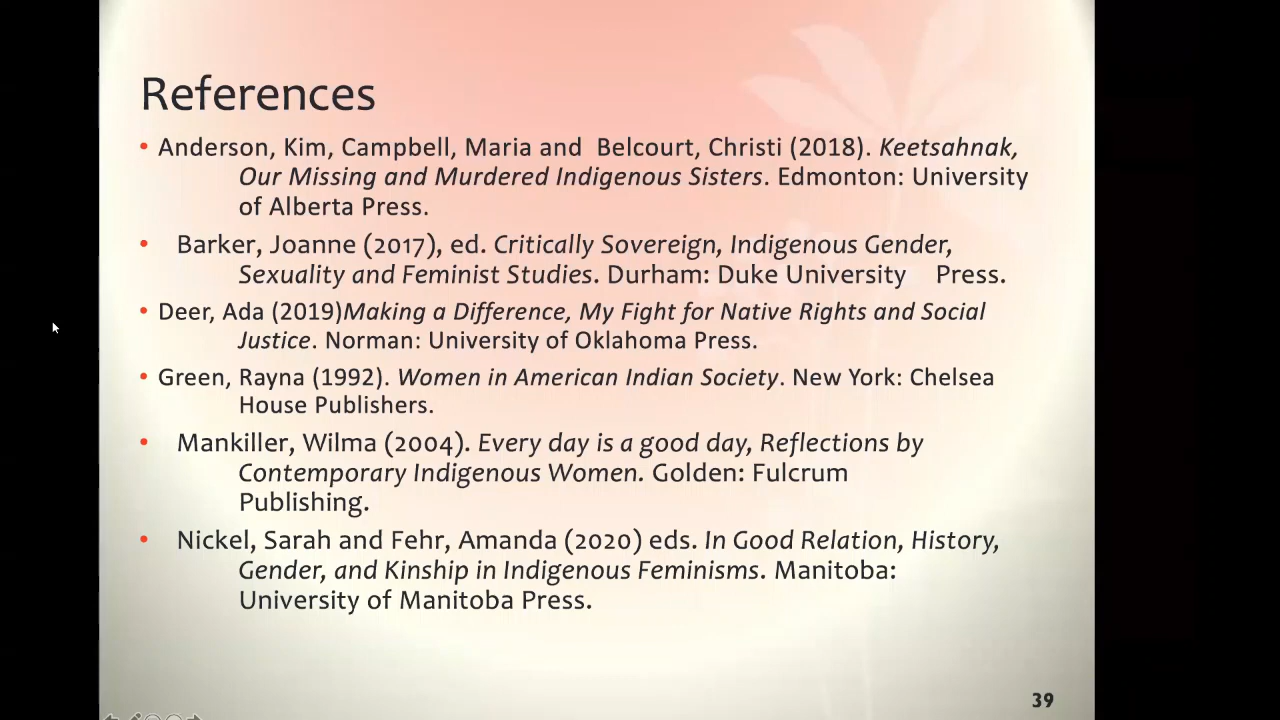 References
• Anderson, Kim, Campbell, Maria and Belcourt, Christi (2018). Keetsahnak,
Our Missing and Murdered Indigenous Sisters. Edmonton: University
of Alberta Press.
• Barker, Joanne (2017), ed. Critically Sovereign, Indigenous Gender,
Sexuality and Feminist Studies. Durham: Duke University Press.
• Deer, Ada (2019)Making a Difference, My Fight for Native Rights and Social
Justice. Norman: University of Oklahoma Press.
• Green, Rayna (1992). Women in American Indian Society. New York: Chelsea
House Publishers.
• Mankiller, Wilma (2004). Every day is a good day, Reflections by
Contemporary Indigenous Women. Golden: Fulcrum
Publishing.
• Nickel, Sarah and Fehr, Amanda (2020) eds. In Good Relation, History,
Gender, and Kinship in Indigenous Feminisms. Manitoba:
University of Manitoba Press.
39